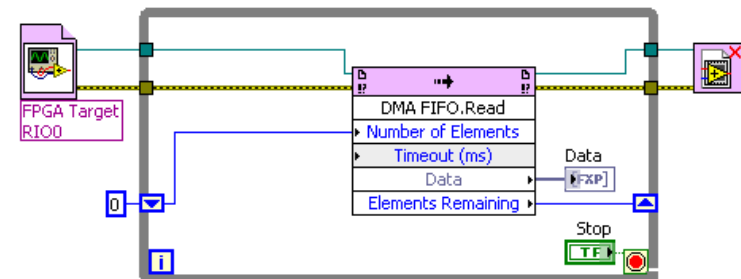 FPGA Target
RIO0
DMA FIFO.Read
Number of Elements
Timeout (ms)
Data
Elements Remaining
Data
FXP]
0
Stop
TF
i